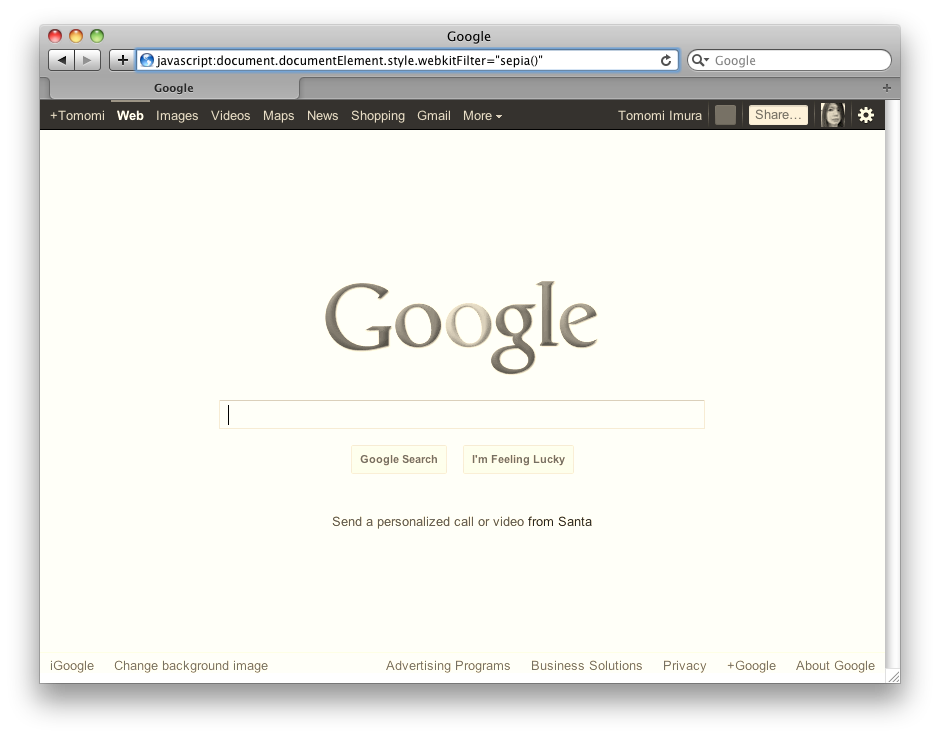 Google
javascript:document.documentElement.style.webkitFilter="sepia()"
Google
Google
+Tomomi Web Images Videos Maps News Shopping Gmail More Tomomi Imura Share...
Google
Google Search I'm Feeling Lucky
Send a personalized call or video from Santa
iGoogle Change background image Advertising Programs Business Solutions Privacy +Google About Google